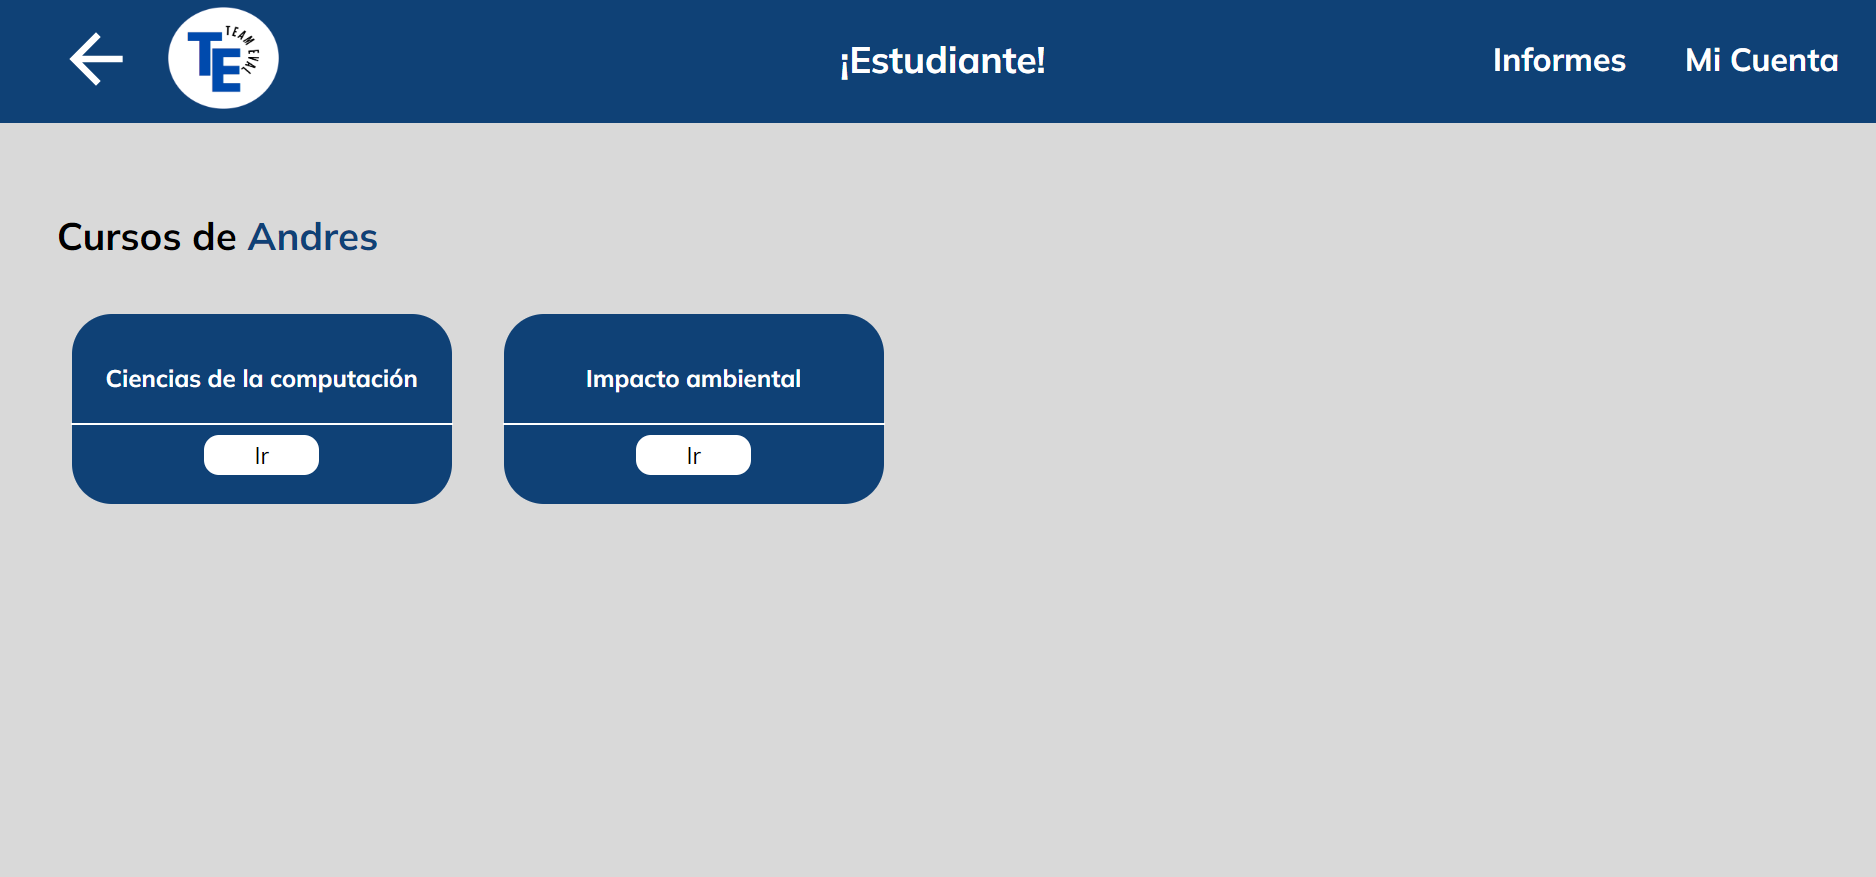 TE
TEAM EVAL
¡Estudiante!
Informes
Mi Cuenta
Cursos de Andres
Ciencias de la computación
Impacto ambiental
Ir
Ir